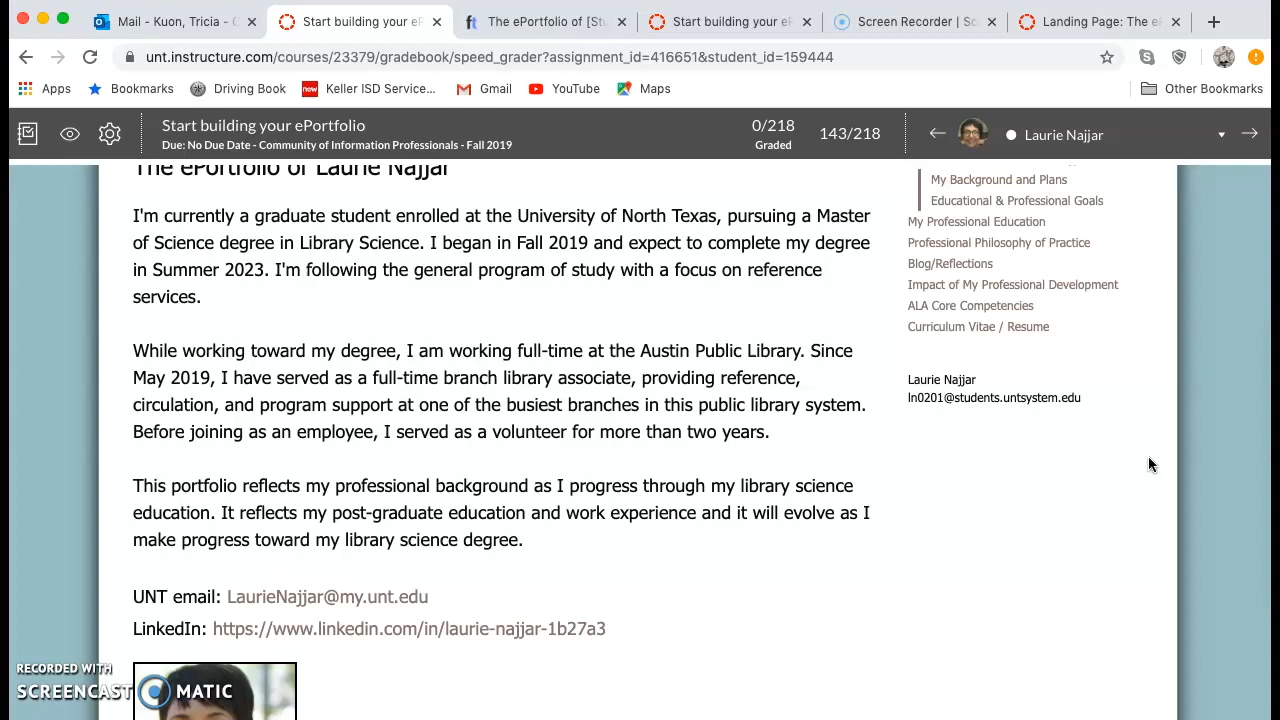 Mail - Kuon, Tricia - O
Start building your eP
The ePortfolio of [Stu
Start building your eP
Screen Recorder | Sc
Landing Page: The eP
unt.instructure.com/courses/23379/gradebook/speed_grader?assignment_id=416651&student_id=159444
Apps
Bookmarks
Driving Book
now
Keller ISD Service...
Gmail
YouTube
Maps
Other Bookmarks
Start building your ePortfolio
Due: No Due Date - Community of Information Professionals - Fall 2019
0/218
Graded
143/218
Laurie Najjar
The ePortfolio of Laurie Najjar
I'm currently a graduate student enrolled at the University of North Texas, pursuing a Master
of Science degree in Library Science. I began in Fall 2019 and expect to complete my degree
in Summer 2023. I'm following the general program of study with a focus on reference
services.
While working toward my degree, I am working full-time at the Austin Public Library. Since
May 2019, I have served as a full-time branch library associate, providing reference,
circulation, and program support at one of the busiest branches in this public library system.
Before joining as an employee, I served as a volunteer for more than two years.
This portfolio reflects my professional background as I progress through my library science
education. It reflects my post-graduate education and work experience and it will evolve as I
make progress toward my library science degree.
UNT email: LaurieNajjar@my.unt.edu
LinkedIn: https://www.linkedin.com/in/laurie-najjar-1b27a3
My Background and Plans
Educational & Professional Goals
My Professional Education
Professional Philosophy of Practice
Blog/Reflections
Impact of My Professional Development
ALA Core Competencies
Curriculum Vitae / Resume
Laurie Najjar
ln0201@students.untsystem.edu
RECORDED WITH
SCREENCAST MATIC